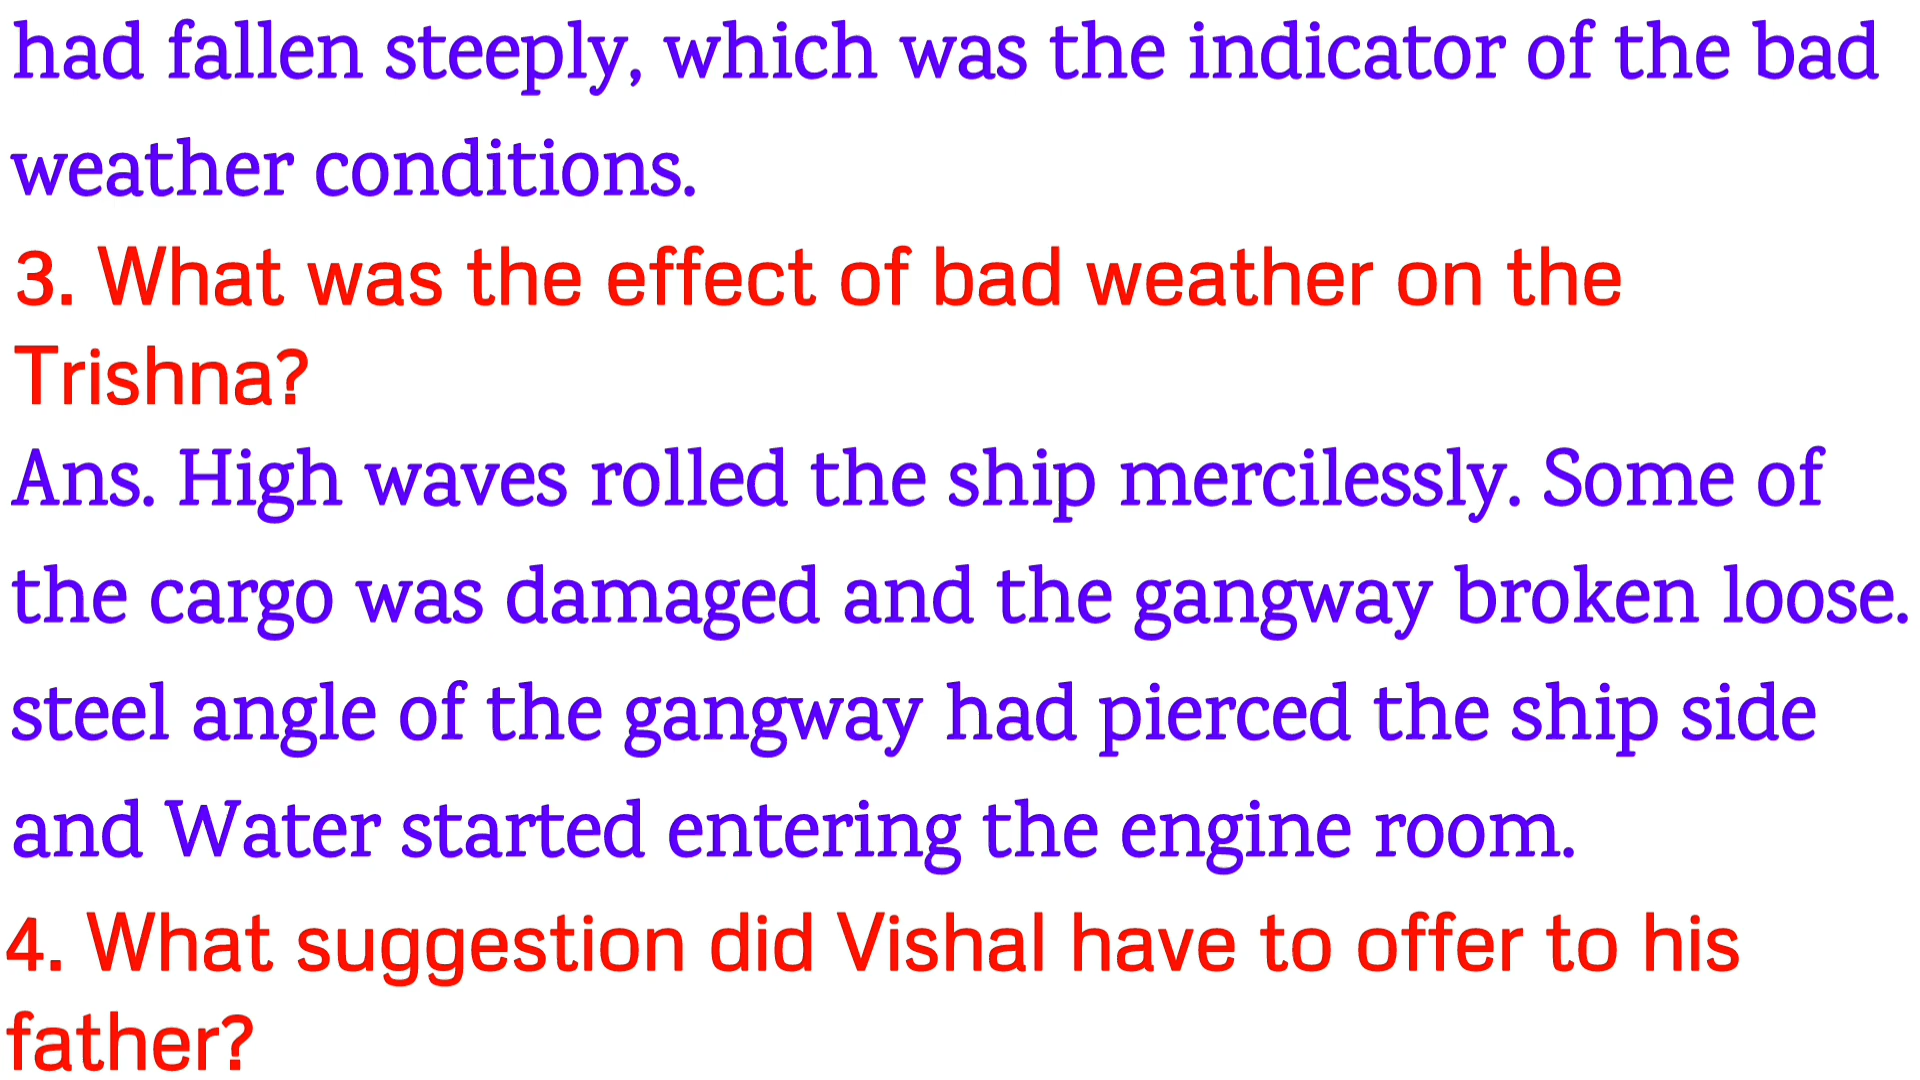 had fallen steeply, which was the indicator of the bad
weather conditions.
3. What was the effect of bad weather on the
Trishna?
Ans. High waves rolled the ship mercilessly. Some of
the cargo was damaged and the gangway broken loose.
steel angle of the gangway had pierced the ship side
and Water started entering the engine room.
4. What suggestion did Vishal have to offer to his
father?